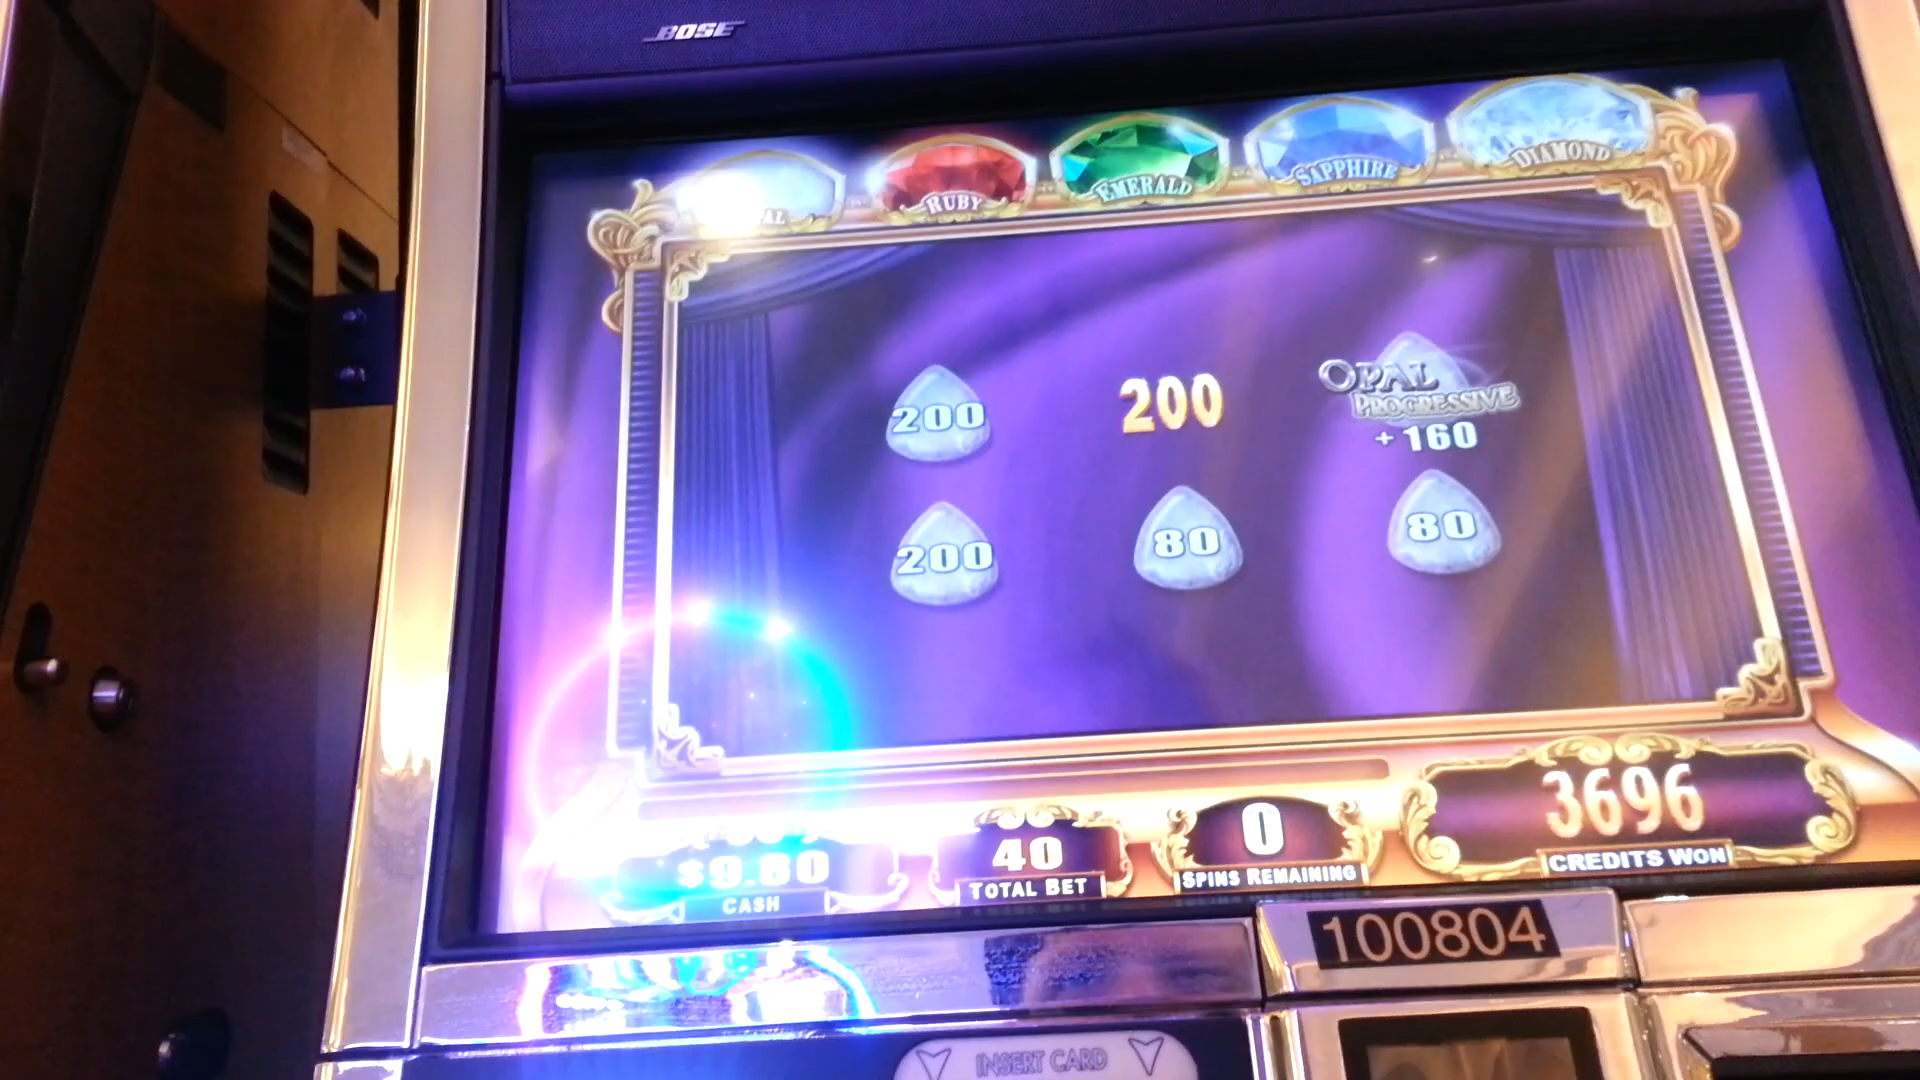 BOSE
RUBY
EMERALD
SAPPHIRE
DIAMOND
200
200
OPAL
PROGRESSIVE
+160
200
80
80
3696
CREDITS WON
0
SPINS REMAINING
40
TOTAL BET
$9.80
CASH
100804
INSERT CARD